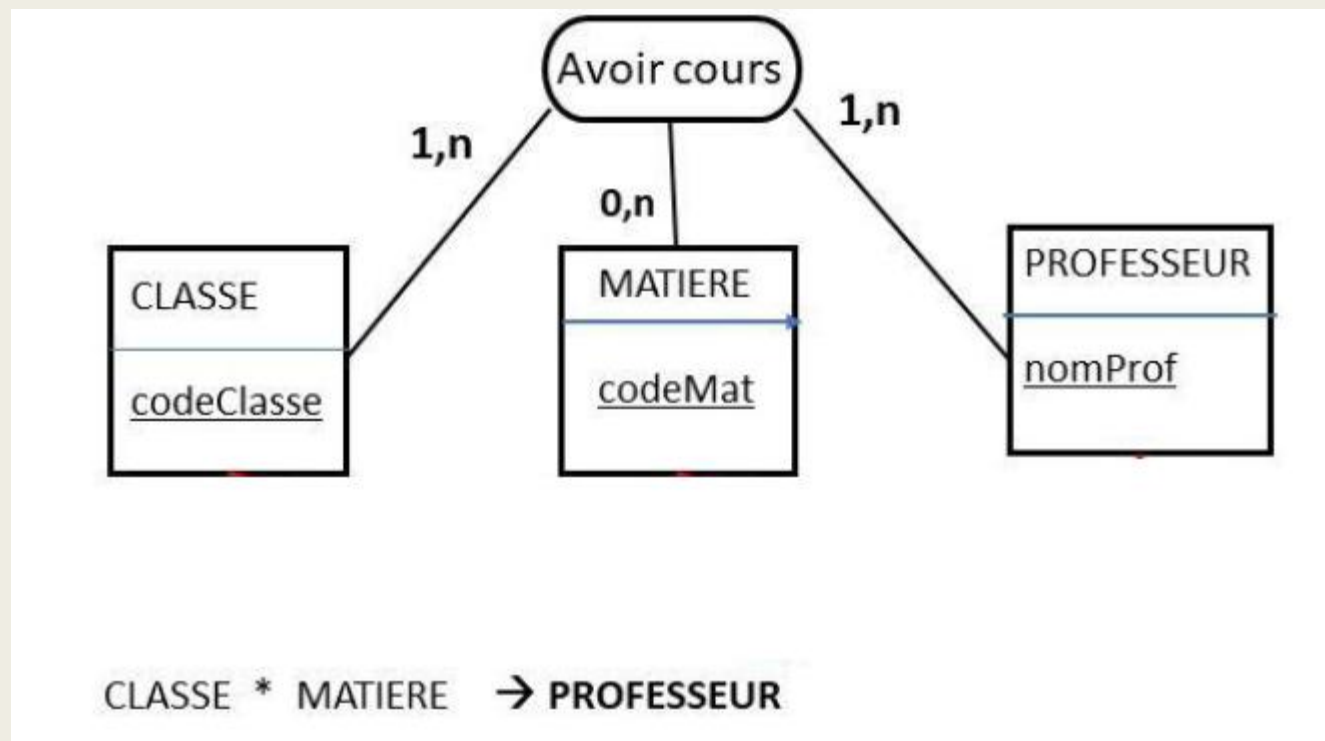 Avoir cours
1,n
1,n
0,n
CLASSE
codeClasse
MATIERE
codeMat
PROFESSEUR
nomProf
CLASSE * MATIERE → PROFESSEUR